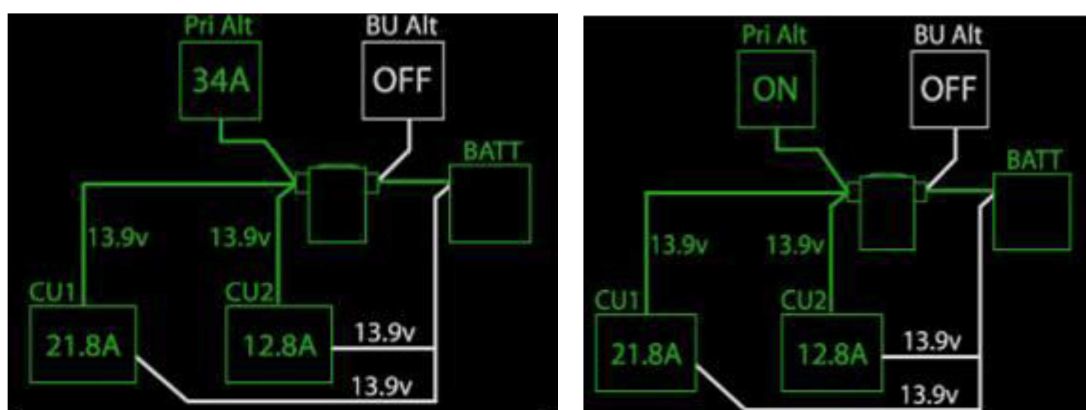 Pri Alt
BU Alt
34A
OFF
BATT
13.9v
13.9v
CU1
CU2
21.8A
12.8A
13.9v
13.9v
Pri Alt
BU Alt
ON
OFF
BATT
13.9v
13.9v
CU1
CU2
21.8A
12.8A
13.9v
13.9v